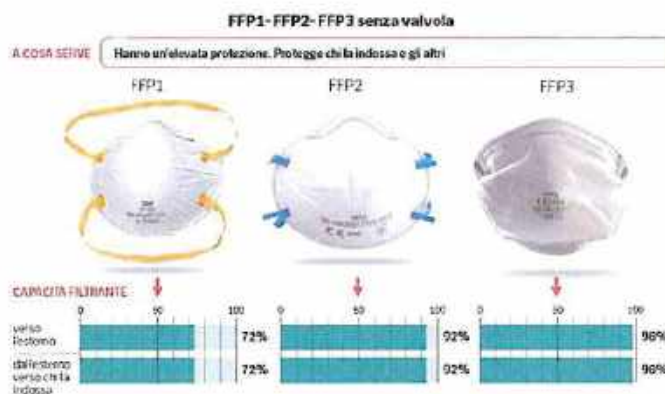 FFP1-FFP2-FFP3 senza valvola
A COSA SERVE
Hanno un'elevata protezione. Protegge chi la indossa e gli altri
FFP1
FFP2
FFP3
CAPACITÀ FILTRANTE
0 50 100
0 50 100
0 50 100
verso
l'esterno
72%
92%
96%
dall'esterno
verso chi la
indossa
72%
92%
96%